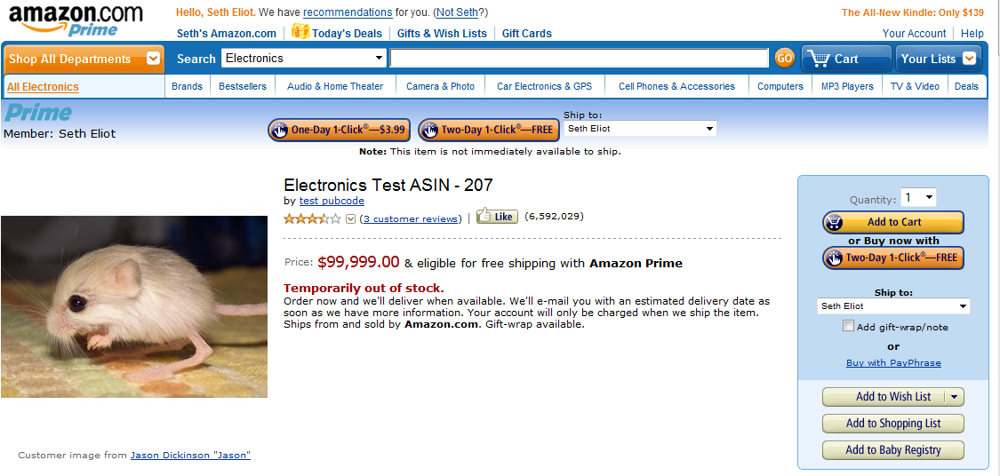 amazon.com
Prime
Hello, Seth Eliot. We have recommendations for you. (Not Seth?)
The All-New Kindle: Only $139
Seth's Amazon.com
Today's Deals
Gifts & Wish Lists
Gift Cards
Your Account
Help
Shop All Departments
Search
Electronics
GO
Cart
Your Lists
All Electronics
Brands
Bestsellers
Audio & Home Theater
Camera & Photo
Car Electronics & GPS
Cell Phones & Accessories
Computers
MP3 Players
TV & Video
Deals
Prime
Member: Seth Eliot
One-Day 1-Click®—$3.99
Two-Day 1-Click®—FREE
Ship to:
Seth Eliot
Note: This item is not immediately available to ship.
Electronics Test ASIN - 207
by test pubcode
(3 customer reviews) | Like (6,592,029)
Price: $99,999.00 & eligible for free shipping with Amazon Prime
Temporarily out of stock.
Order now and we'll deliver when available. We'll e-mail you with an estimated delivery date as
soon as we have more information. Your account will only be charged when we ship the item.
Ships from and sold by Amazon.com. Gift-wrap available.
Customer image from Jason Dickinson "Jason"
Quantity: 1
Add to Cart
or Buy now with
Two-Day 1-Click®—FREE
Ship to:
Seth Eliot
Add gift-wrap/note
or
Buy with PayPhrase
Add to Wish List
Add to Shopping List
Add to Baby Registry